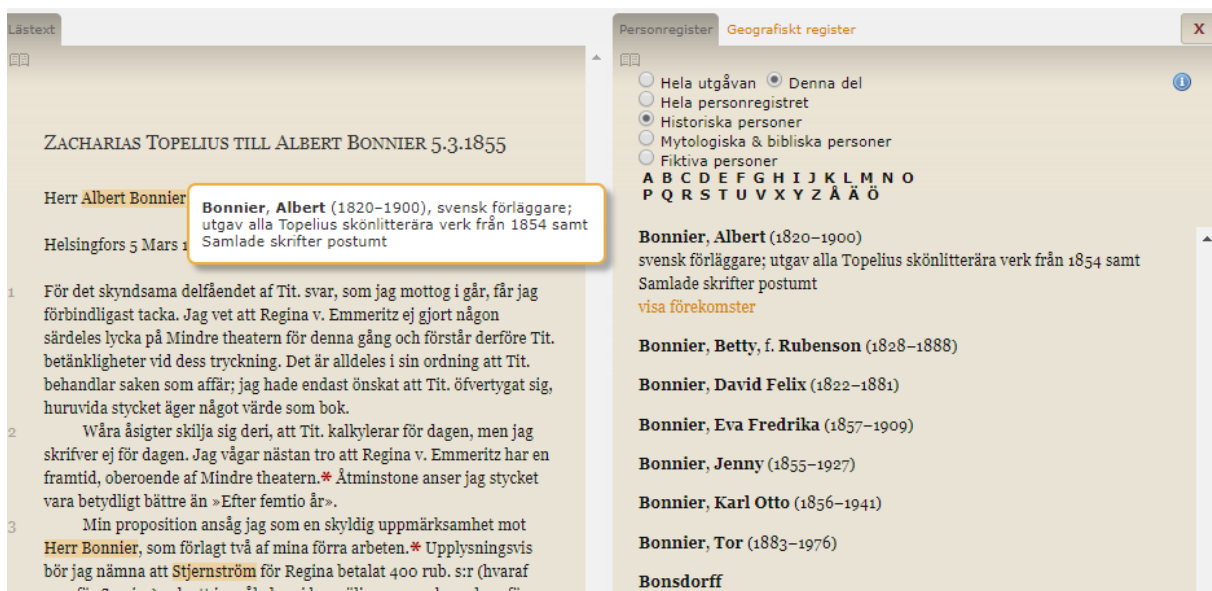 Lästext
ZACHARIAS TOPELIUS TILL ALBERT BONNIER 5.3.1855
Herr Albert Bonnier
Bonnier, Albert (1820–1900), svensk förläggare;
utgav alla Topelius skönlitterära verk från 1854 samt
Samlade skrifter postumt
Helsingfors 5 Mars 1
1 För det skyndsama delfåendet af Tit. svar, som jag mottog i går, får jag
förbindligast tacka. Jag vet att Regina v. Emmeritz ej gjort någon
särdeles lycka på Mindre theatern för denna gång och förstår derföre Tit.
betänkligheter vid dess tryckning. Det är alldeles i sin ordning att Tit.
behandlar saken som affär; jag hade endast önskat att Tit. öfvertygat sig,
huruvida stycket äger något värde som bok.
2 Wåra åsigter skilja sig deri, att Tit. kalkylerar för dagen, men jag
skrifver ej för dagen. Jag vågar nästan tro att Regina v. Emmeritz har en
framtid, oberoende af Mindre theatern.* Åtminstone anser jag stycket
vara betydligt bättre än »Efter femtio år».
3 Min proposition ansåg jag som en skyldig uppmärksamhet mot
Herr Bonnier, som förlagt två af mina förra arbeten.* Upplysningsvis
bör jag nämna att Stjernström för Regina betalat 400 rub. s:r (hvaraf
Personregister Geografiskt register X
Hela utgåvan Denna del
Hela personregistret
Historiska personer
Mytologiska & bibliska personer
Fiktiva personer
A B C D E F G H I J K L M N O
P Q R S T U V X Y Z Å Ä Ö
Bonnier, Albert (1820–1900)
svensk förläggare; utgav alla Topelius skönlitterära verk från 1854 samt
Samlade skrifter postumt
visa förekomster
Bonnier, Betty, f. Rubenson (1828–1888)
Bonnier, David Felix (1822–1881)
Bonnier, Eva Fredrika (1857–1909)
Bonnier, Jenny (1855–1927)
Bonnier, Karl Otto (1856–1941)
Bonnier, Tor (1883–1976)
Bonsdorff